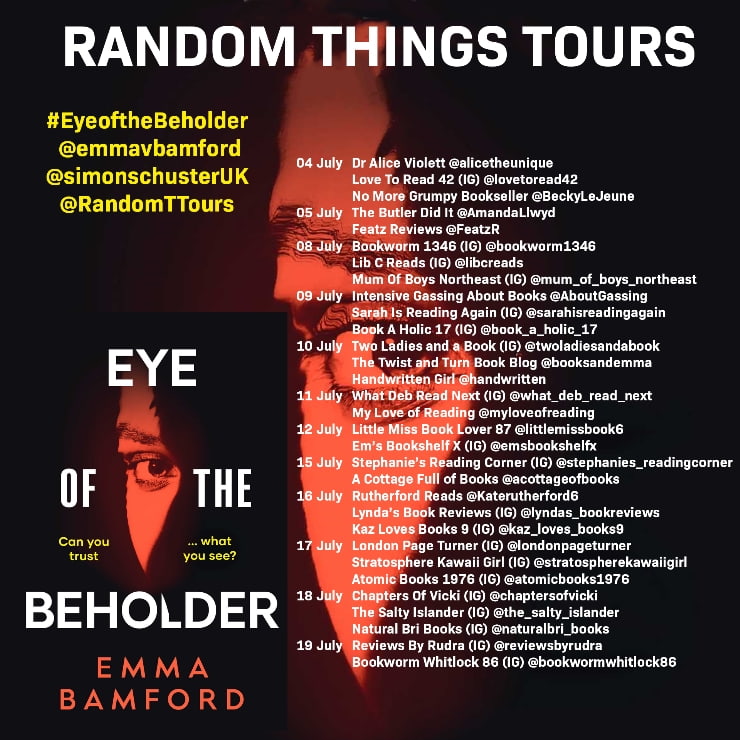 RANDOM THINGS TOURS
#EyeoftheBeholder
@emmavbamford
@simonschusterUK
@RandomTTours
04 July Dr Alice Violett @alicetheunique
Love To Read 42 (IG) @lovetoread42
No More Grumpy Bookseller @BeckyLeJeune
05 July The Butler Did It @AmandaLlwyd
Featz Reviews @FeatzR
08 July Bookworm 1346 (IG) @bookworm1346
Lib C Reads (IG) @libcreads
Mum Of Boys Northeast (IG) @mum_of_boys_northeast
09 July Intensive Gassing About Books @AboutGassing
Sarah Is Reading Again (IG) @sarahisreadingagain
Book A Holic 17 (IG) @book_a_holic_17
10 July Two Ladies and a Book (IG) @twoladiesandabook
The Twist and Turn Book Blog @booksandemma
Handwritten Girl @handwritten
11 July What Deb Read Next (IG) @what_deb_read_next
My Love of Reading @myloveofreading
12 July Little Miss Book Lover 87 @littlemissbook6
Em's Bookshelf X (IG) @emsbookshelfx
15 July Stephanie's Reading Corner (IG) @stephanies_readingcorner
A Cottage Full of Books @acottageofbooks
16 July Rutherford Reads @Katerutherford6
Lynda's Book Reviews (IG) @lyndas_bookreviews
Kaz Loves Books 9 (IG) @kaz_loves_books9
17 July London Page Turner (IG) @londonpageturner
Stratosphere Kawaii Girl (IG) @stratospherekawaiigirl
Atomic Books 1976 (IG) @atomicbooks1976
18 July Chapters Of Vicki (IG) @chaptersofvicki
The Salty Islander (IG) @the_salty_islander
Natural Bri Books (IG) @naturalbri_books
19 July Reviews By Rudra (IG) @reviewsbyrudra
Bookworm Whitlock 86 (IG) @bookwormwhitlock86
EYE
OF THE
Can you trust
... what you see?
BEHOLDER
EMMA
BAMFORD